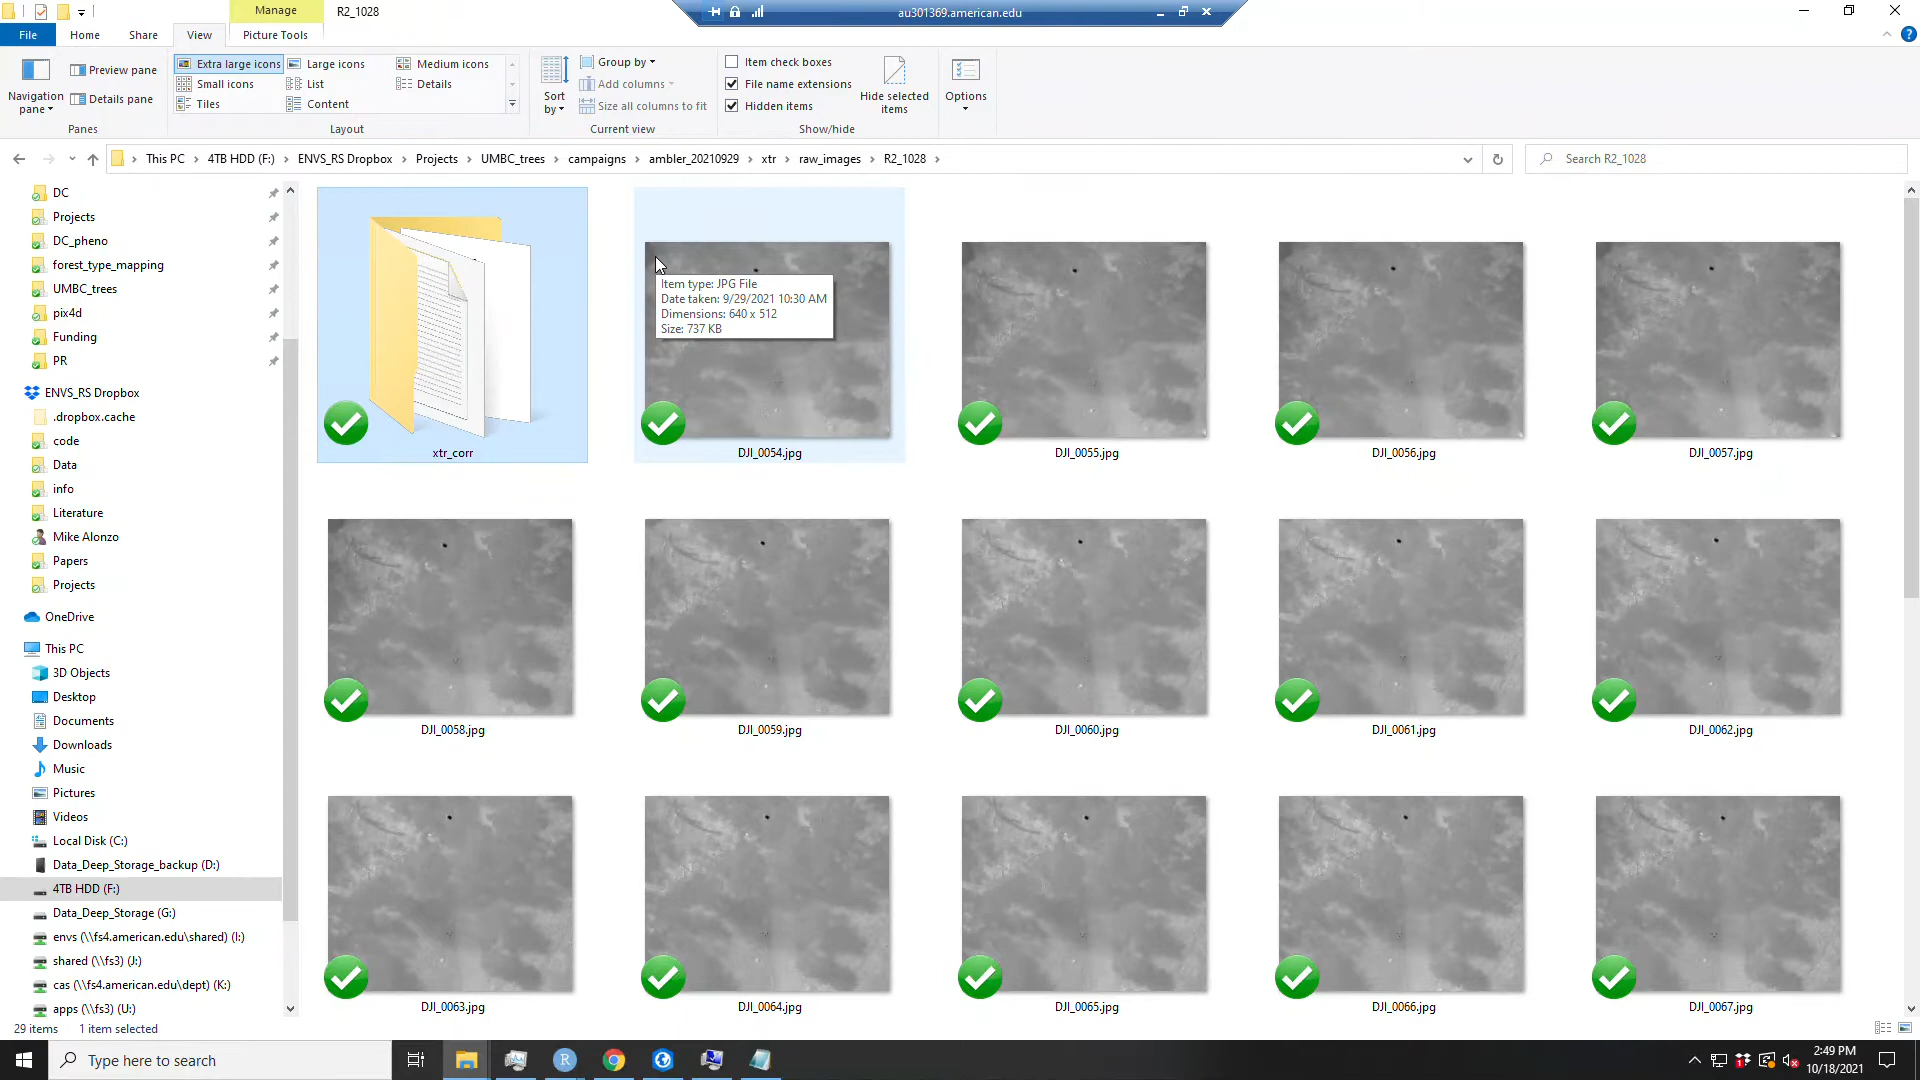 Manage
R2_1028
au301369.american.edu
File
Home
Share
View
Picture Tools
Navigation pane
Preview pane
Details pane
Panes
Extra large icons
Large icons
Medium icons
Small icons
List
Details
Tiles
Content
Layout
Sort by
Group by
Add columns
Size all columns to fit
Current view
Item check boxes
File name extensions
Hidden items
Hide selected items
Show/hide
Options
This PC > 4TB HDD (F:) > ENVS_RS Dropbox > Projects > UMBC_trees > campaigns > ambler_20210929 > xtr > raw_images > R2_1028 >
Search R2_1028
DC
Projects
DC_pheno
forest_type_mapping
UMBC_trees
pix4d
Funding
PR
ENVS_RS Dropbox
.dropbox.cache
code
Data
info
Literature
Mike Alonzo
Papers
Projects
OneDrive
This PC
3D Objects
Desktop
Documents
Downloads
Music
Pictures
Videos
Local Disk (C:)
Data_Deep_Storage_backup (D:)
4TB HDD (F:)
Data_Deep_Storage (G:)
envs (\\fs4.american.edu\shared) (I:)
shared (\\fs3) (J:)
cas (\\fs4.american.edu\dept) (K:)
apps (\\fs3) (U:)
Item type: JPG File
Date taken: 9/29/2021 10:30 AM
Dimensions: 640 x 512
Size: 737 KB
xtr_corr
DJI_0054.jpg
DJI_0055.jpg
DJI_0056.jpg
DJI_0057.jpg
DJI_0058.jpg
DJI_0059.jpg
DJI_0060.jpg
DJI_0061.jpg
DJI_0062.jpg
DJI_0063.jpg
DJI_0064.jpg
DJI_0065.jpg
DJI_0066.jpg
DJI_0067.jpg
29 items
1 item selected
Type here to search
2:49 PM
10/18/2021